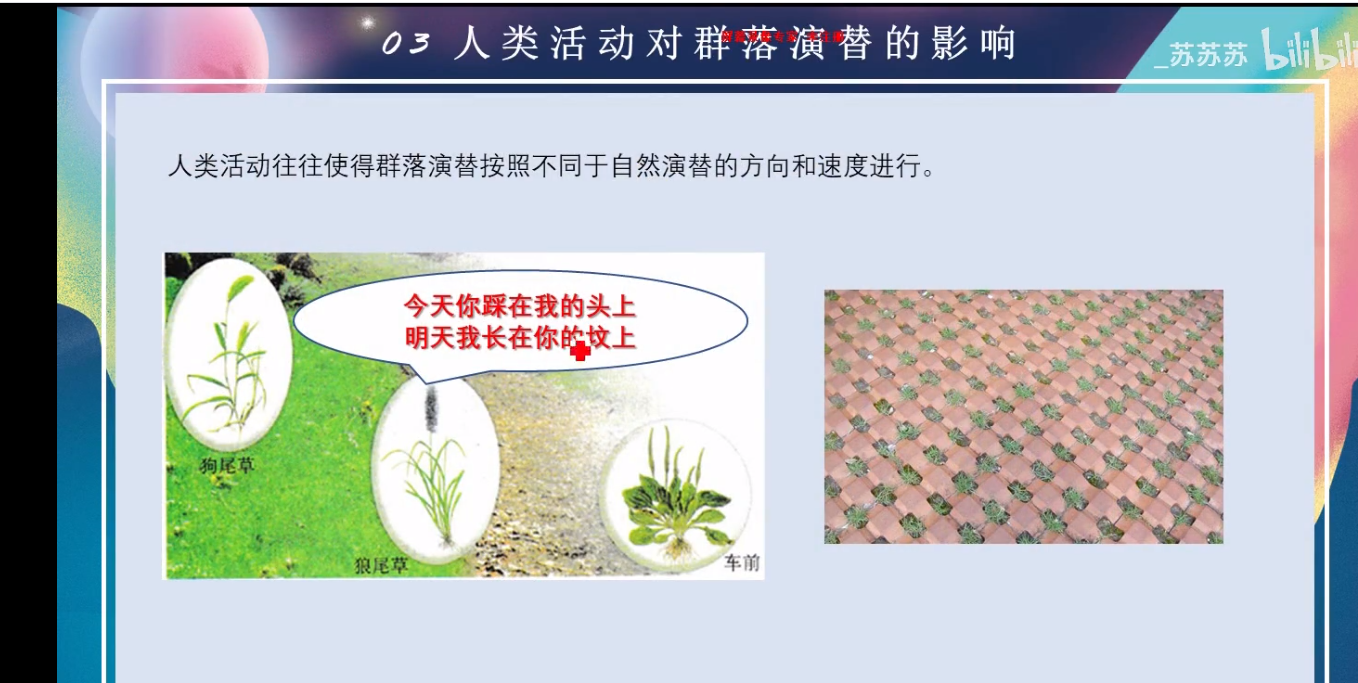 03 人类活动对群落演替的影响
_苏苏苏 bilibili
人类活动往往使得群落演替按照不同于自然演替的方向和速度进行。
今天你踩在我的头上
明天我长在你的坟上
狗尾草
狼尾草
车前